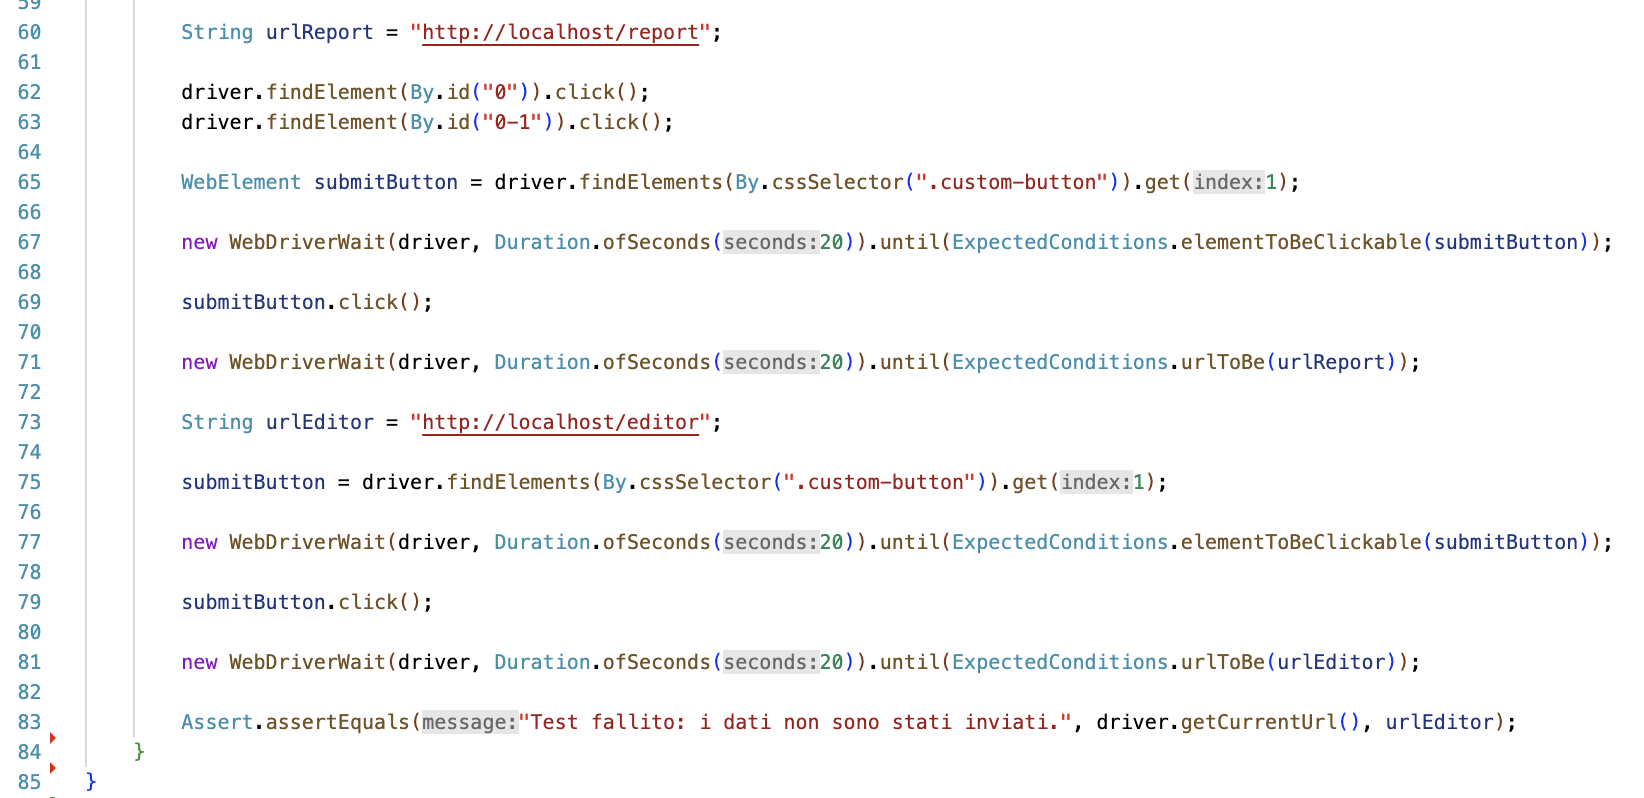 59
60 String urlReport = "http://localhost/report";
61
62 driver.findElement(By.id("0")).click();
63 driver.findElement(By.id("0-1")).click();
64
65 WebElement submitButton = driver.findElements(By.cssSelector(".custom-button")).get(index:1);
66
67 new WebDriverWait(driver, Duration.ofSeconds(seconds:20)).until(ExpectedConditions.elementToBeClickable(submitButton));
68
69 submitButton.click();
70
71 new WebDriverWait(driver, Duration.ofSeconds(seconds:20)).until(ExpectedConditions.urlToBe(urlReport));
72
73 String urlEditor = "http://localhost/editor";
74
75 submitButton = driver.findElements(By.cssSelector(".custom-button")).get(index:1);
76
77 new WebDriverWait(driver, Duration.ofSeconds(seconds:20)).until(ExpectedConditions.elementToBeClickable(submitButton));
78
79 submitButton.click();
80
81 new WebDriverWait(driver, Duration.ofSeconds(seconds:20)).until(ExpectedConditions.urlToBe(urlEditor));
82
83 Assert.assertEquals(message:"Test fallito: i dati non sono stati inviati.", driver.getCurrentUrl(), urlEditor);
84 }
85 }